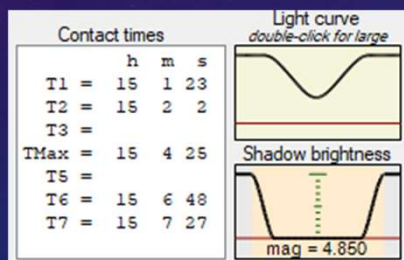 Contact times
h m s
T1 = 15 1 23
T2 = 15 2 2
T3 =
TMax = 15 4 25
T5 =
T6 = 15 6 48
T7 = 15 7 27
Light curve
double-click for large
Shadow brightness
mag = 4.850